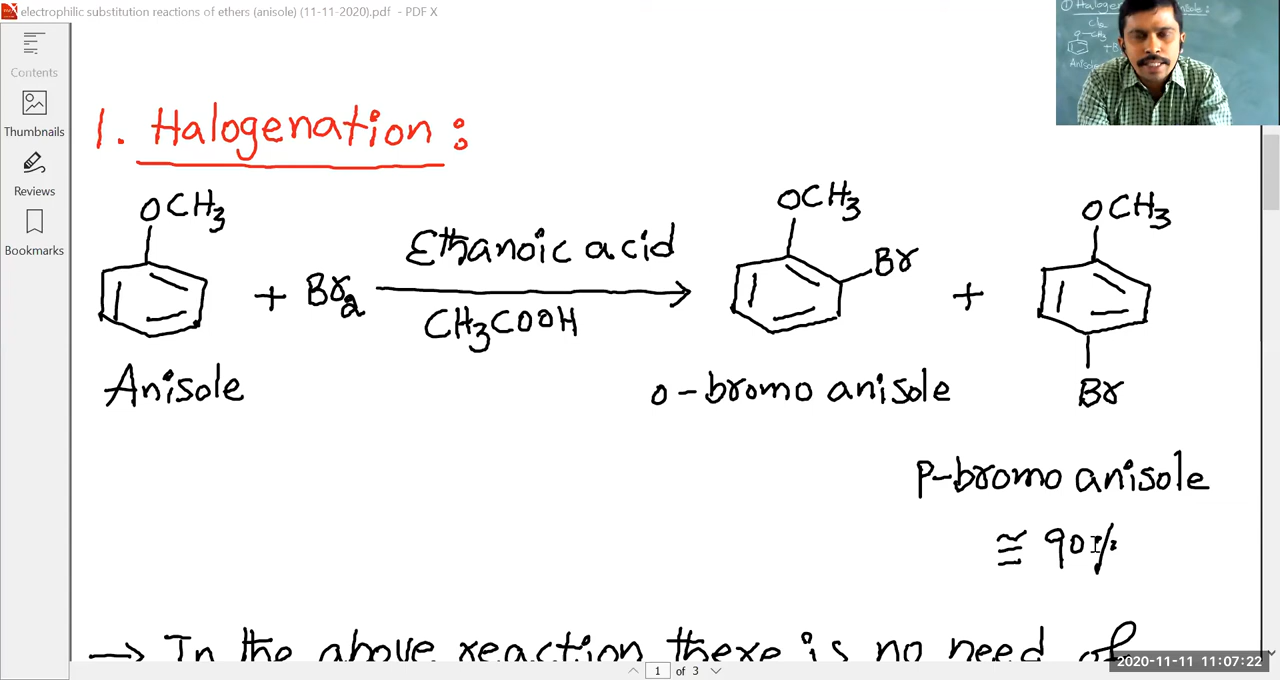 electrophilic substitution reactions of ethers (anisole) (11-11-2020).pdf - PDF X
Contents
Thumbnails
Reviews
Bookmarks
1. Halogenation :
OCH3 OCH3 OCH3
Anisole + Br2 Ethanoic acid CH3COOH Br + Br
o-bromo anisole
P-bromo anisole
≅ 90%
→ In the above reaction there is no need of
1 of 3
2020-11-11 11:07:22